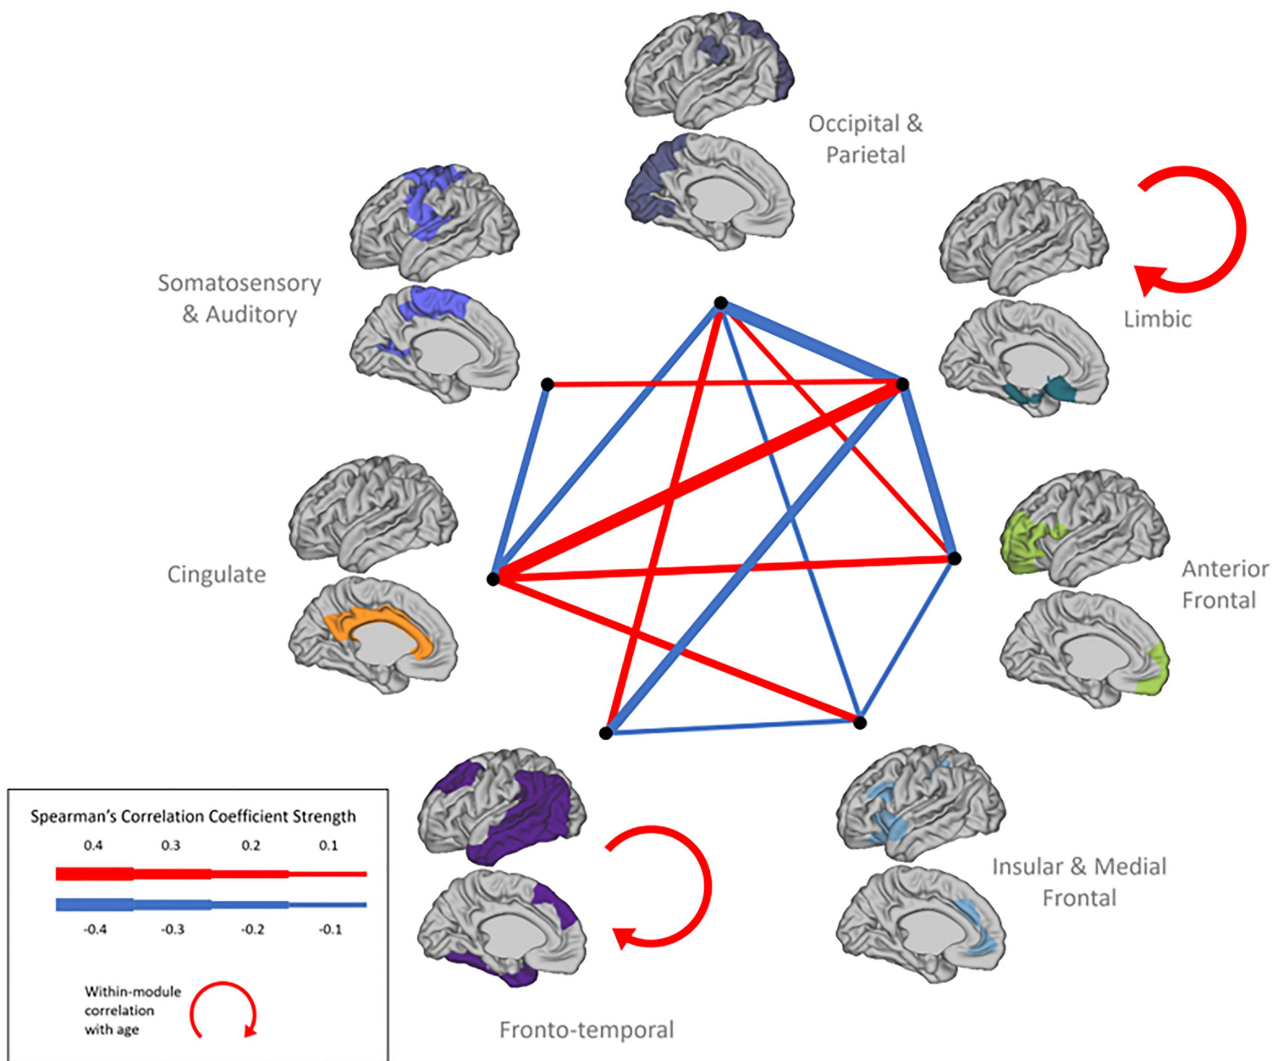 Occipital &
Parietal
Somatosensory
& Auditory
Limbic
Cingulate
Anterior
Frontal
Insular & Medial
Frontal
Fronto-temporal
Spearman's Correlation Coefficient Strength
0.4 0.3 0.2 0.1
-0.4 -0.3 -0.2 -0.1
Within-module
correlation
with age